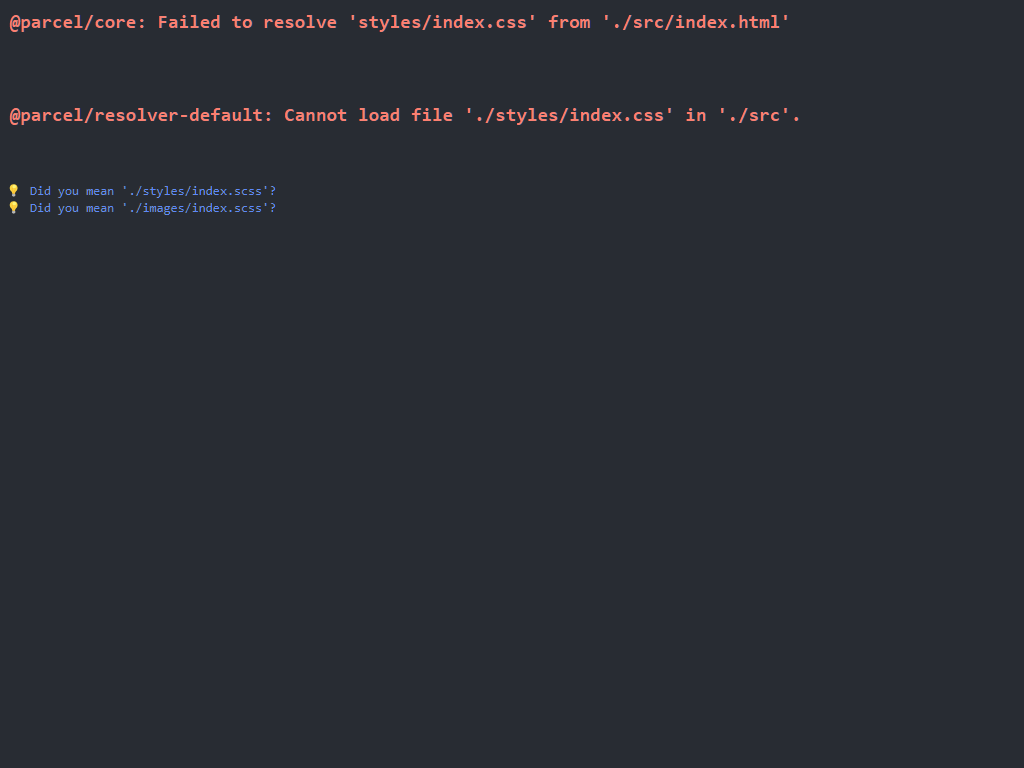 @parcel/core: Failed to resolve 'styles/index.css' from './src/index.html'
@parcel/resolver-default: Cannot load file './styles/index.css' in './src'.
💡 Did you mean './styles/index.scss'?
💡 Did you mean './images/index.scss'?